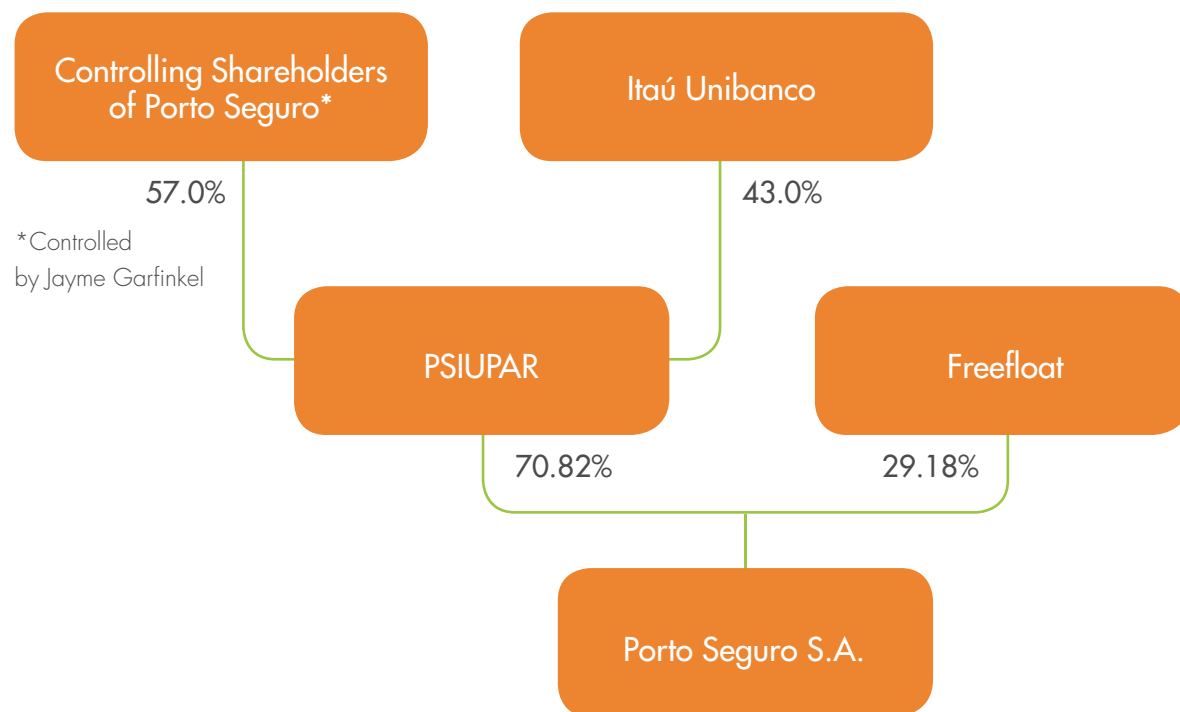 Controlling Shareholders
of Porto Seguro*
Itaú Unibanco
57.0%
43.0%
*Controlled
by Jayme Garfinkel
PSIUPAR
Freefloat
70.82%
29.18%
Porto Seguro S.A.